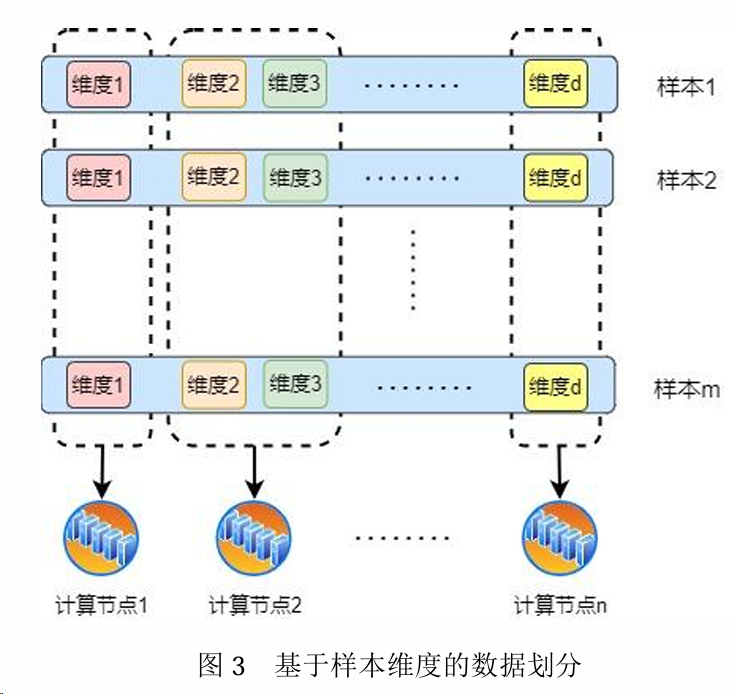 维度1 维度2 维度3 ········ 维度d 样本1
维度1 维度2 维度3 ········ 维度d 样本2
维度1 维度2 维度3 ········ 维度d 样本m
计算节点1 计算节点2 ········ 计算节点n
图 3 基于样本维度的数据划分